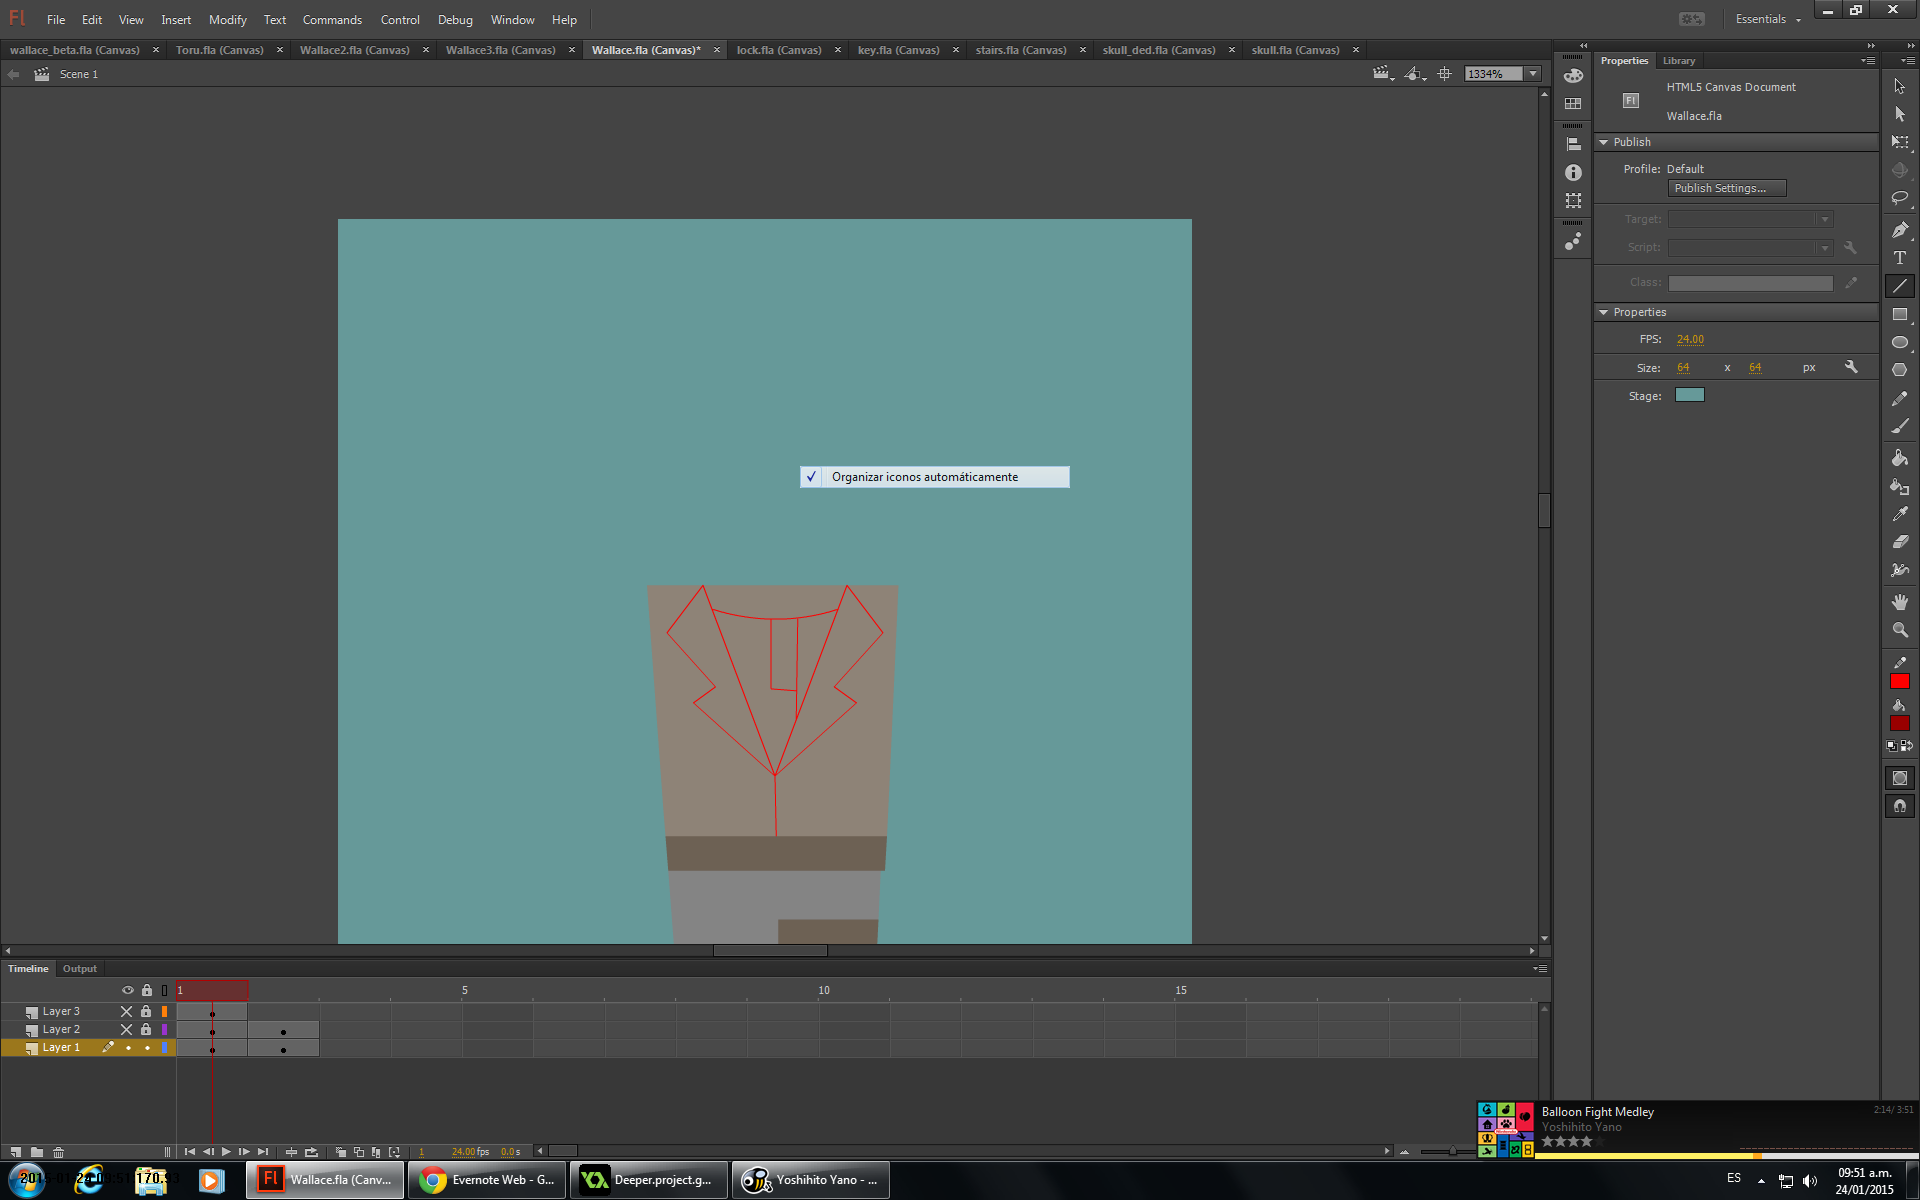 Fl File Edit View Insert Modify Text Commands Control Debug Window Help Essentials
wallace_beta.fla (Canvas) × Toru.fla (Canvas) × Wallace2.fla (Canvas) × Wallace3.fla (Canvas) × Wallace.fla (Canvas)* × lock.fla (Canvas) × key.fla (Canvas) × stairs.fla (Canvas) × skull_ded.fla (Canvas) × skull.fla (Canvas) ×
Scene 1 1334%
Properties Library
HTML5 Canvas Document
Fl
Wallace.fla
Publish
Profile: Default
Publish Settings...
Target:
Script:
Class:
Properties
FPS: 24.00
Size: 64 x 64 px
Stage:
T
✓ Organizar iconos automáticamente
Timeline Output
1 5 10 15
Layer 3
Layer 2
Layer 1
1 24.00 fps 0.0 s
Balloon Fight Medley 2:14/ 3:51
Yoshihito Yano
Fl Wallace.fla (Canv... Evernote Web - G... Deeper.project.g... Yoshihito Yano - ...
ES
09:51 a.m.
24/01/2015